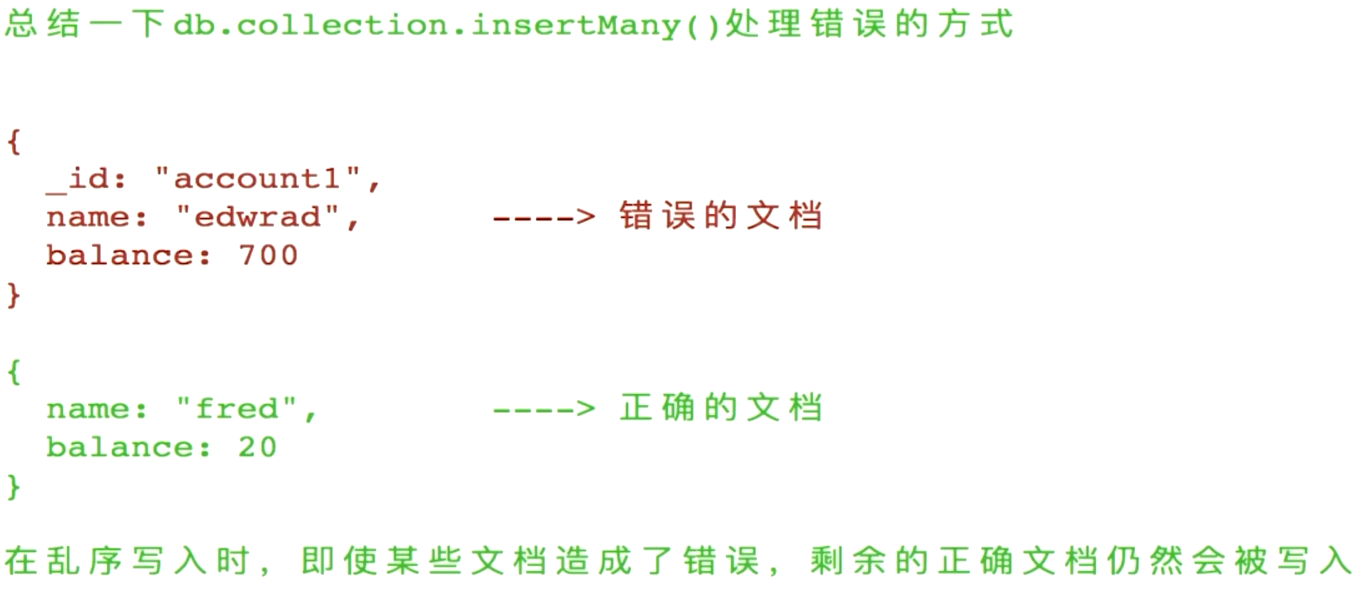 总结一下db.collection.insertMany()处理错误的方式
{
_id: "account1",
name: "edwrad", ----> 错误的文档
balance: 700
}
{
name: "fred", ----> 正确的文档
balance: 20
}
在乱序写入时，即使某些文档造成了错误，剩余的正确文档仍然会被写入